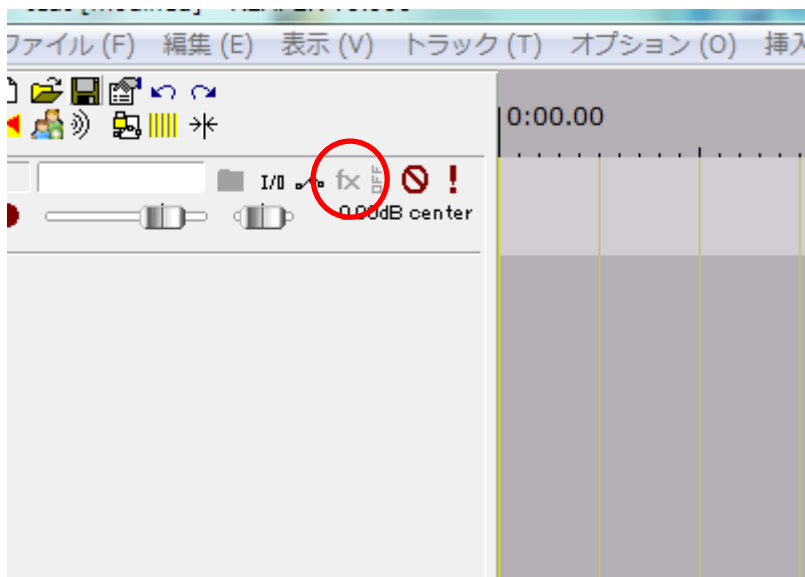 ファイル (F) 編集 (E) 表示 (V) トラック (T) オプション (O) 挿入
0:00.00
I/O fx OFF !
0.00dB center